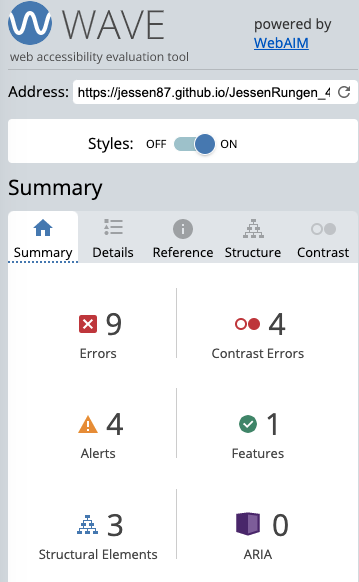 WAVE
web accessibility evaluation tool
powered by
WebAIM
Address: https://jessen87.github.io/JessenRungen_4
Styles: OFF ON
Summary
Summary Details Reference Structure Contrast
9
Errors
4
Contrast Errors
4
Alerts
1
Features
3
Structural Elements
0
ARIA